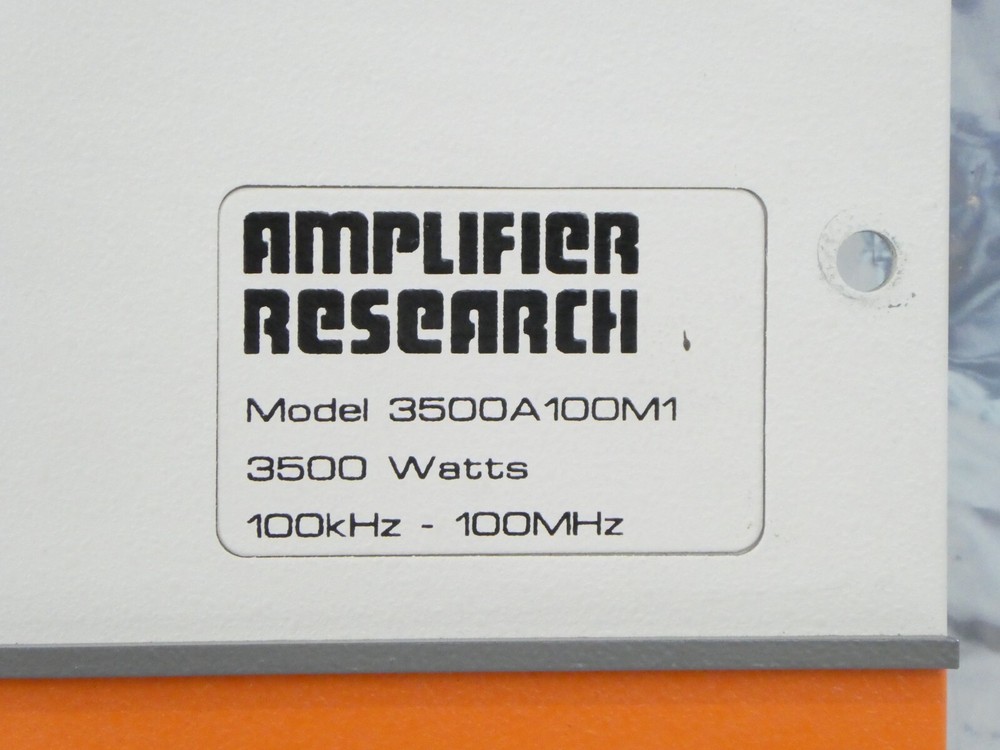 AMPLIFIER
RESEARCH
Model 3500A100M1
3500 Watts
100kHz - 100MHz